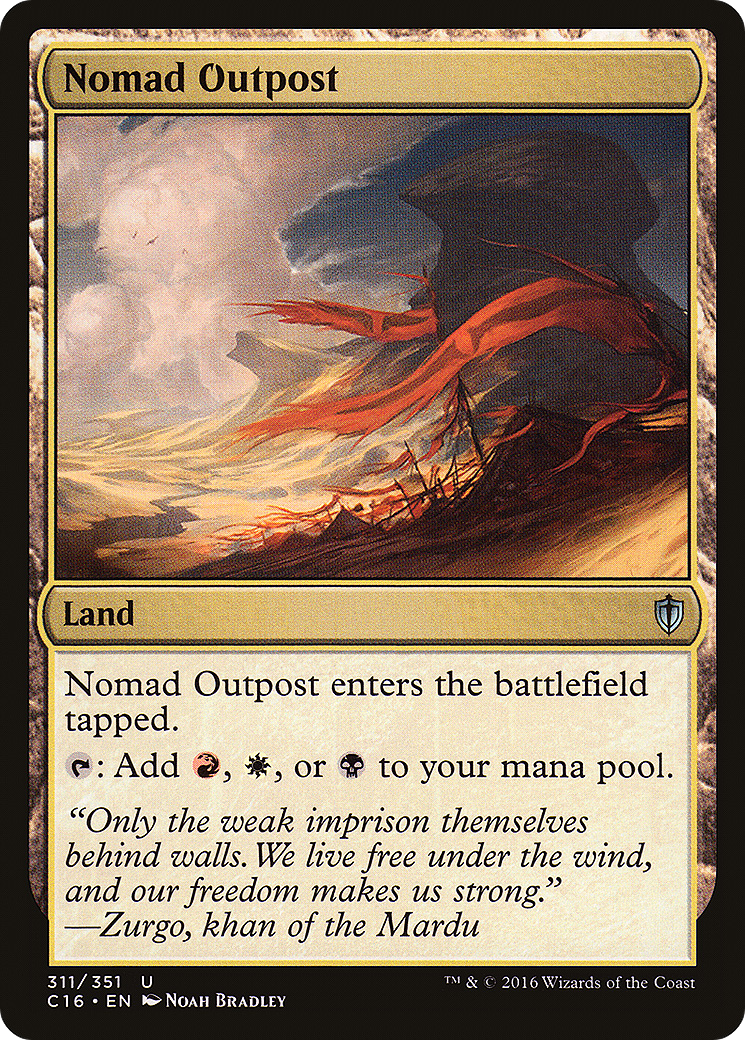 Nomad Outpost
Land
Nomad Outpost enters the battlefield
tapped.
: Add , , or to your mana pool.
“Only the weak imprison themselves
behind walls. We live free under the wind,
and our freedom makes us strong.”
—Zurgo, khan of the Mardu
311/351 U
C16 • EN Noah Bradley
™ & © 2016 Wizards of the Coast